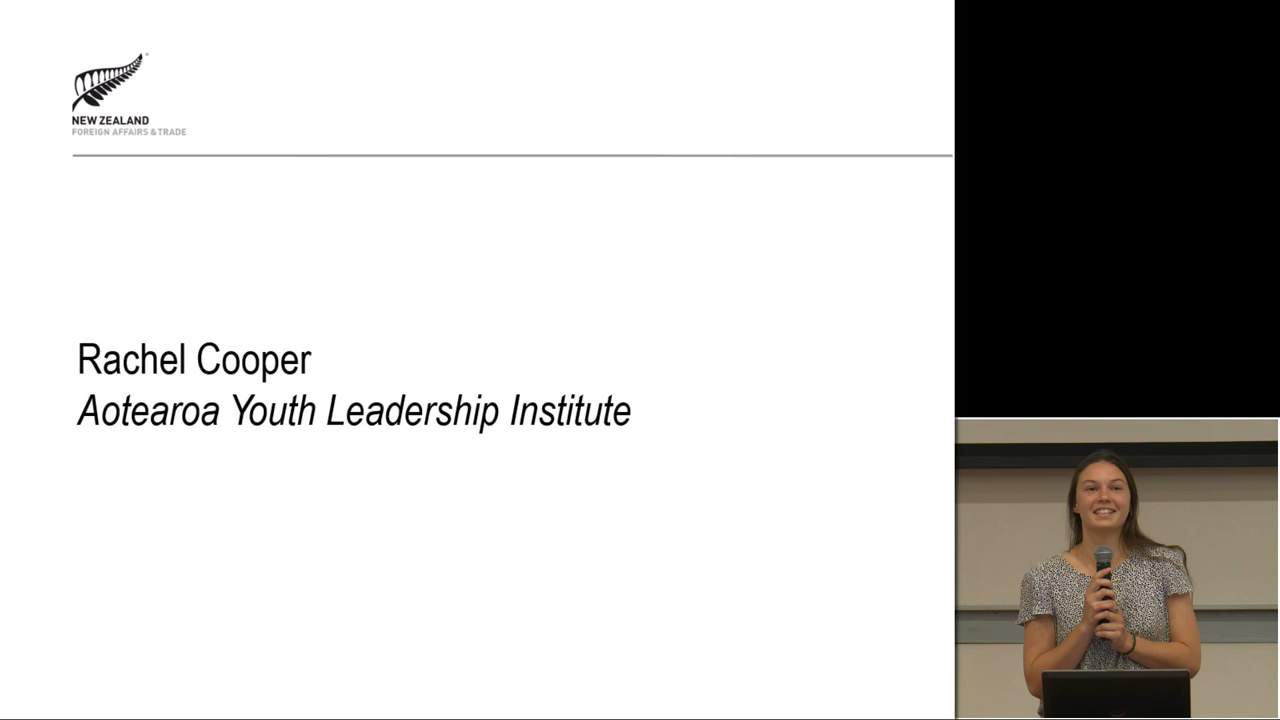 NEW ZEALAND
FOREIGN AFFAIRS & TRADE
Rachel Cooper
Aotearoa Youth Leadership Institute